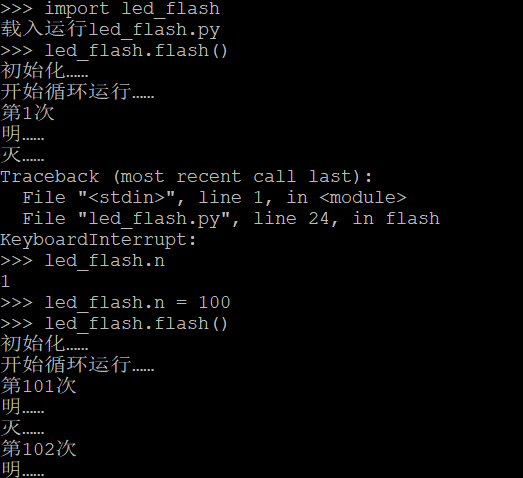 >>> import led_flash
载入运行led_flash.py
>>> led_flash.flash()
初始化……
开始循环运行……
第1次
明……
灭……
Traceback (most recent call last):
  File "<stdin>", line 1, in <module>
  File "led_flash.py", line 24, in flash
KeyboardInterrupt:
>>> led_flash.n
1
>>> led_flash.n = 100
>>> led_flash.flash()
初始化……
开始循环运行……
第101次
明……
灭……
第102次
明……